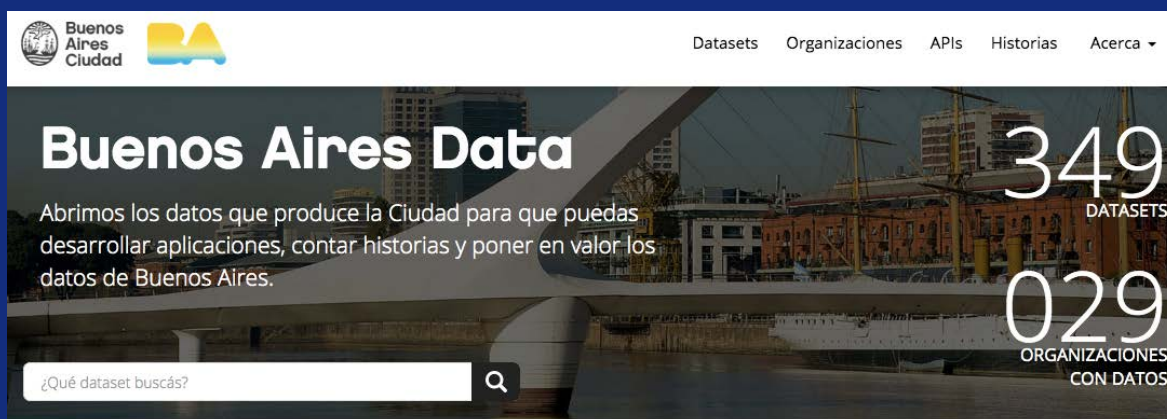 Buenos
Aires
Ciudad
BA
Datasets Organizaciones APIs Historias Acerca
Buenos Aires Data
Abrimos los datos que produce la Ciudad para que puedas
desarrollar aplicaciones, contar historias y poner en valor los
datos de Buenos Aires.
¿Qué dataset buscás?
349
DATASETS
029
ORGANIZACIONES
CON DATOS